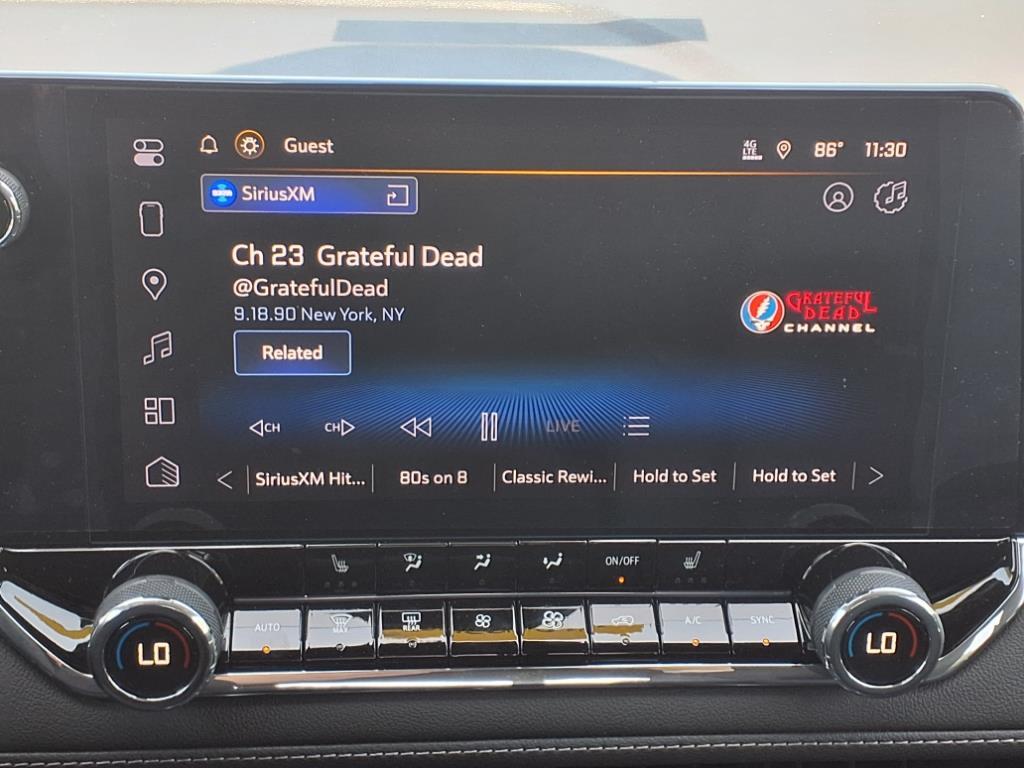 Guest
4G LTE
86°
11:30
SiriusXM
Ch 23 Grateful Dead
@GratefulDead
9.18.90 New York, NY
GRATEFUL
DEAD
CHANNEL
Related
CH
CH
LIVE
SiriusXM Hit...
80s on 8
Classic Rewi...
Hold to Set
Hold to Set
ON/OFF
AUTO
MAX
REAR
A/C
SYNC
LO
LO